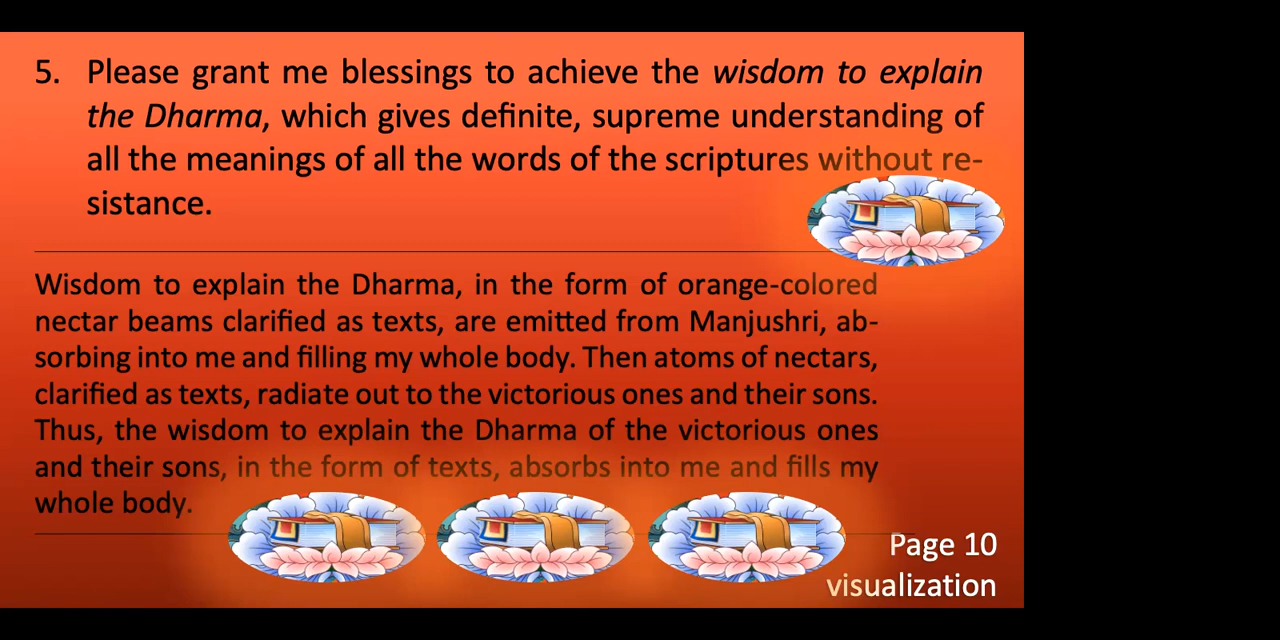 5. Please grant me blessings to achieve the wisdom to explain
the Dharma, which gives definite, supreme understanding of
all the meanings of all the words of the scriptures without re-
sistance.
Wisdom to explain the Dharma, in the form of orange-colored
nectar beams clarified as texts, are emitted from Manjushri, ab-
sorbing into me and filling my whole body. Then atoms of nectars,
clarified as texts, radiate out to the victorious ones and their sons.
Thus, the wisdom to explain the Dharma of the victorious ones
and their sons, in the form of texts, absorbs into me and fills my
whole body.
Page 10
visualization